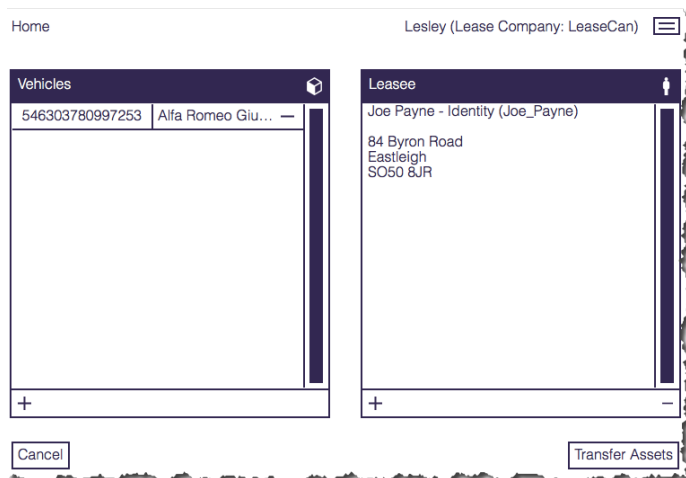 Home
Lesley (Lease Company: LeaseCan)
Vehicles
546303780997253 Alfa Romeo Giu... −
+
Leasee
Joe Payne - Identity (Joe_Payne)
84 Byron Road
Eastleigh
SO50 8JR
+ −
Cancel
Transfer Assets